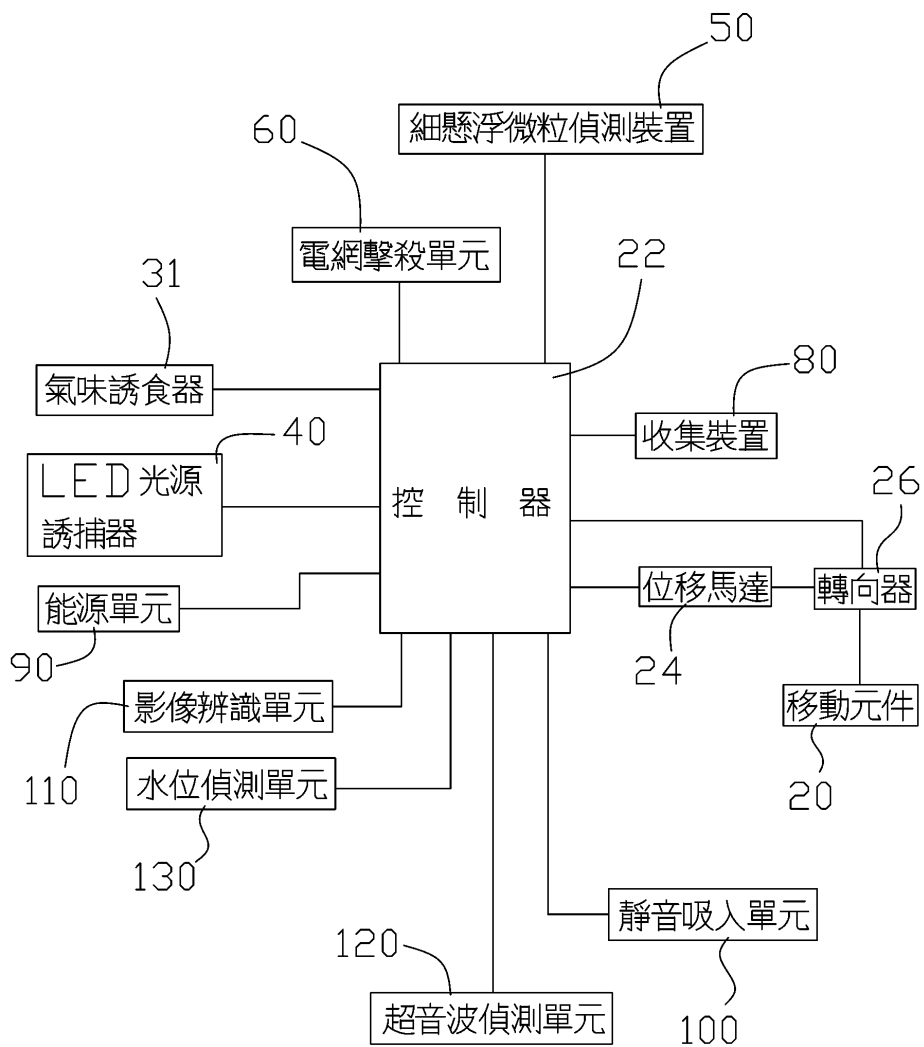 50
細懸浮微粒偵測裝置
60
電網擊殺單元
22
31
氣味誘食器
80
收集裝置
40
LED光源
誘捕器
控制器
26
位移馬達
轉向器
能源單元
24
90
移動元件
影像辨識單元
20
110
水位偵測單元
130
靜音吸入單元
120
100
超音波偵測單元